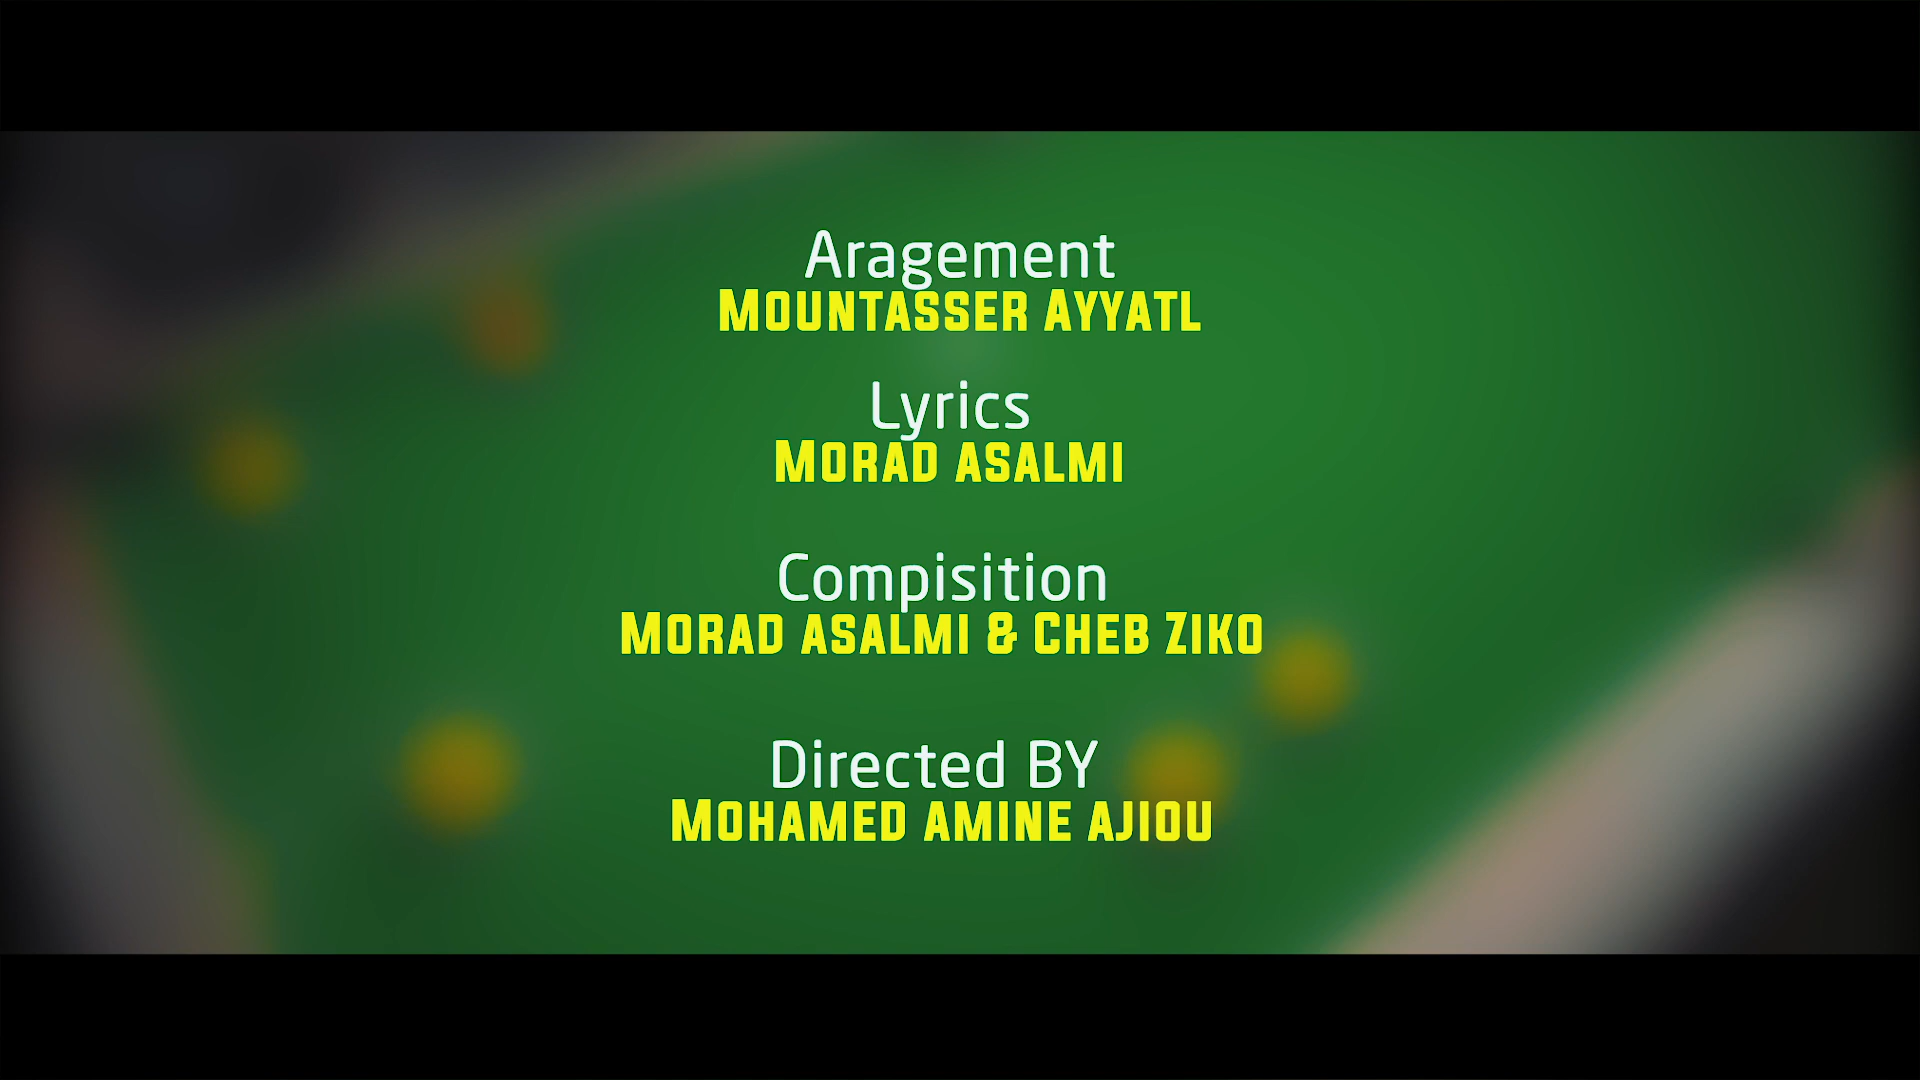 Aragement
Mountasser Ayyatl
Lyrics
Morad asalmi
Compisition
Morad asalmi & Cheb Ziko
Directed BY
Mohamed amine ajiou